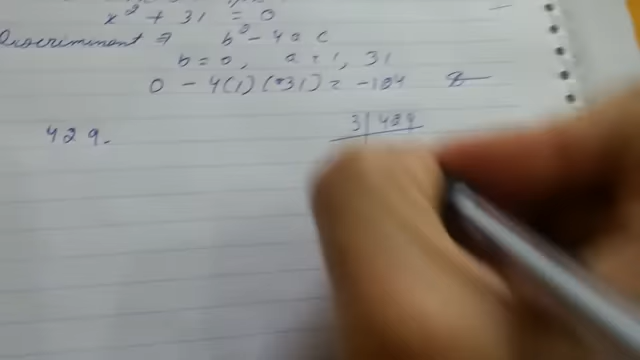 x² + 31 = 0
Discriminant ⇒ b² - 4ac
b = 0, a = 1, 31
0 - 4(1)(31) = -124
429.
3 | 429